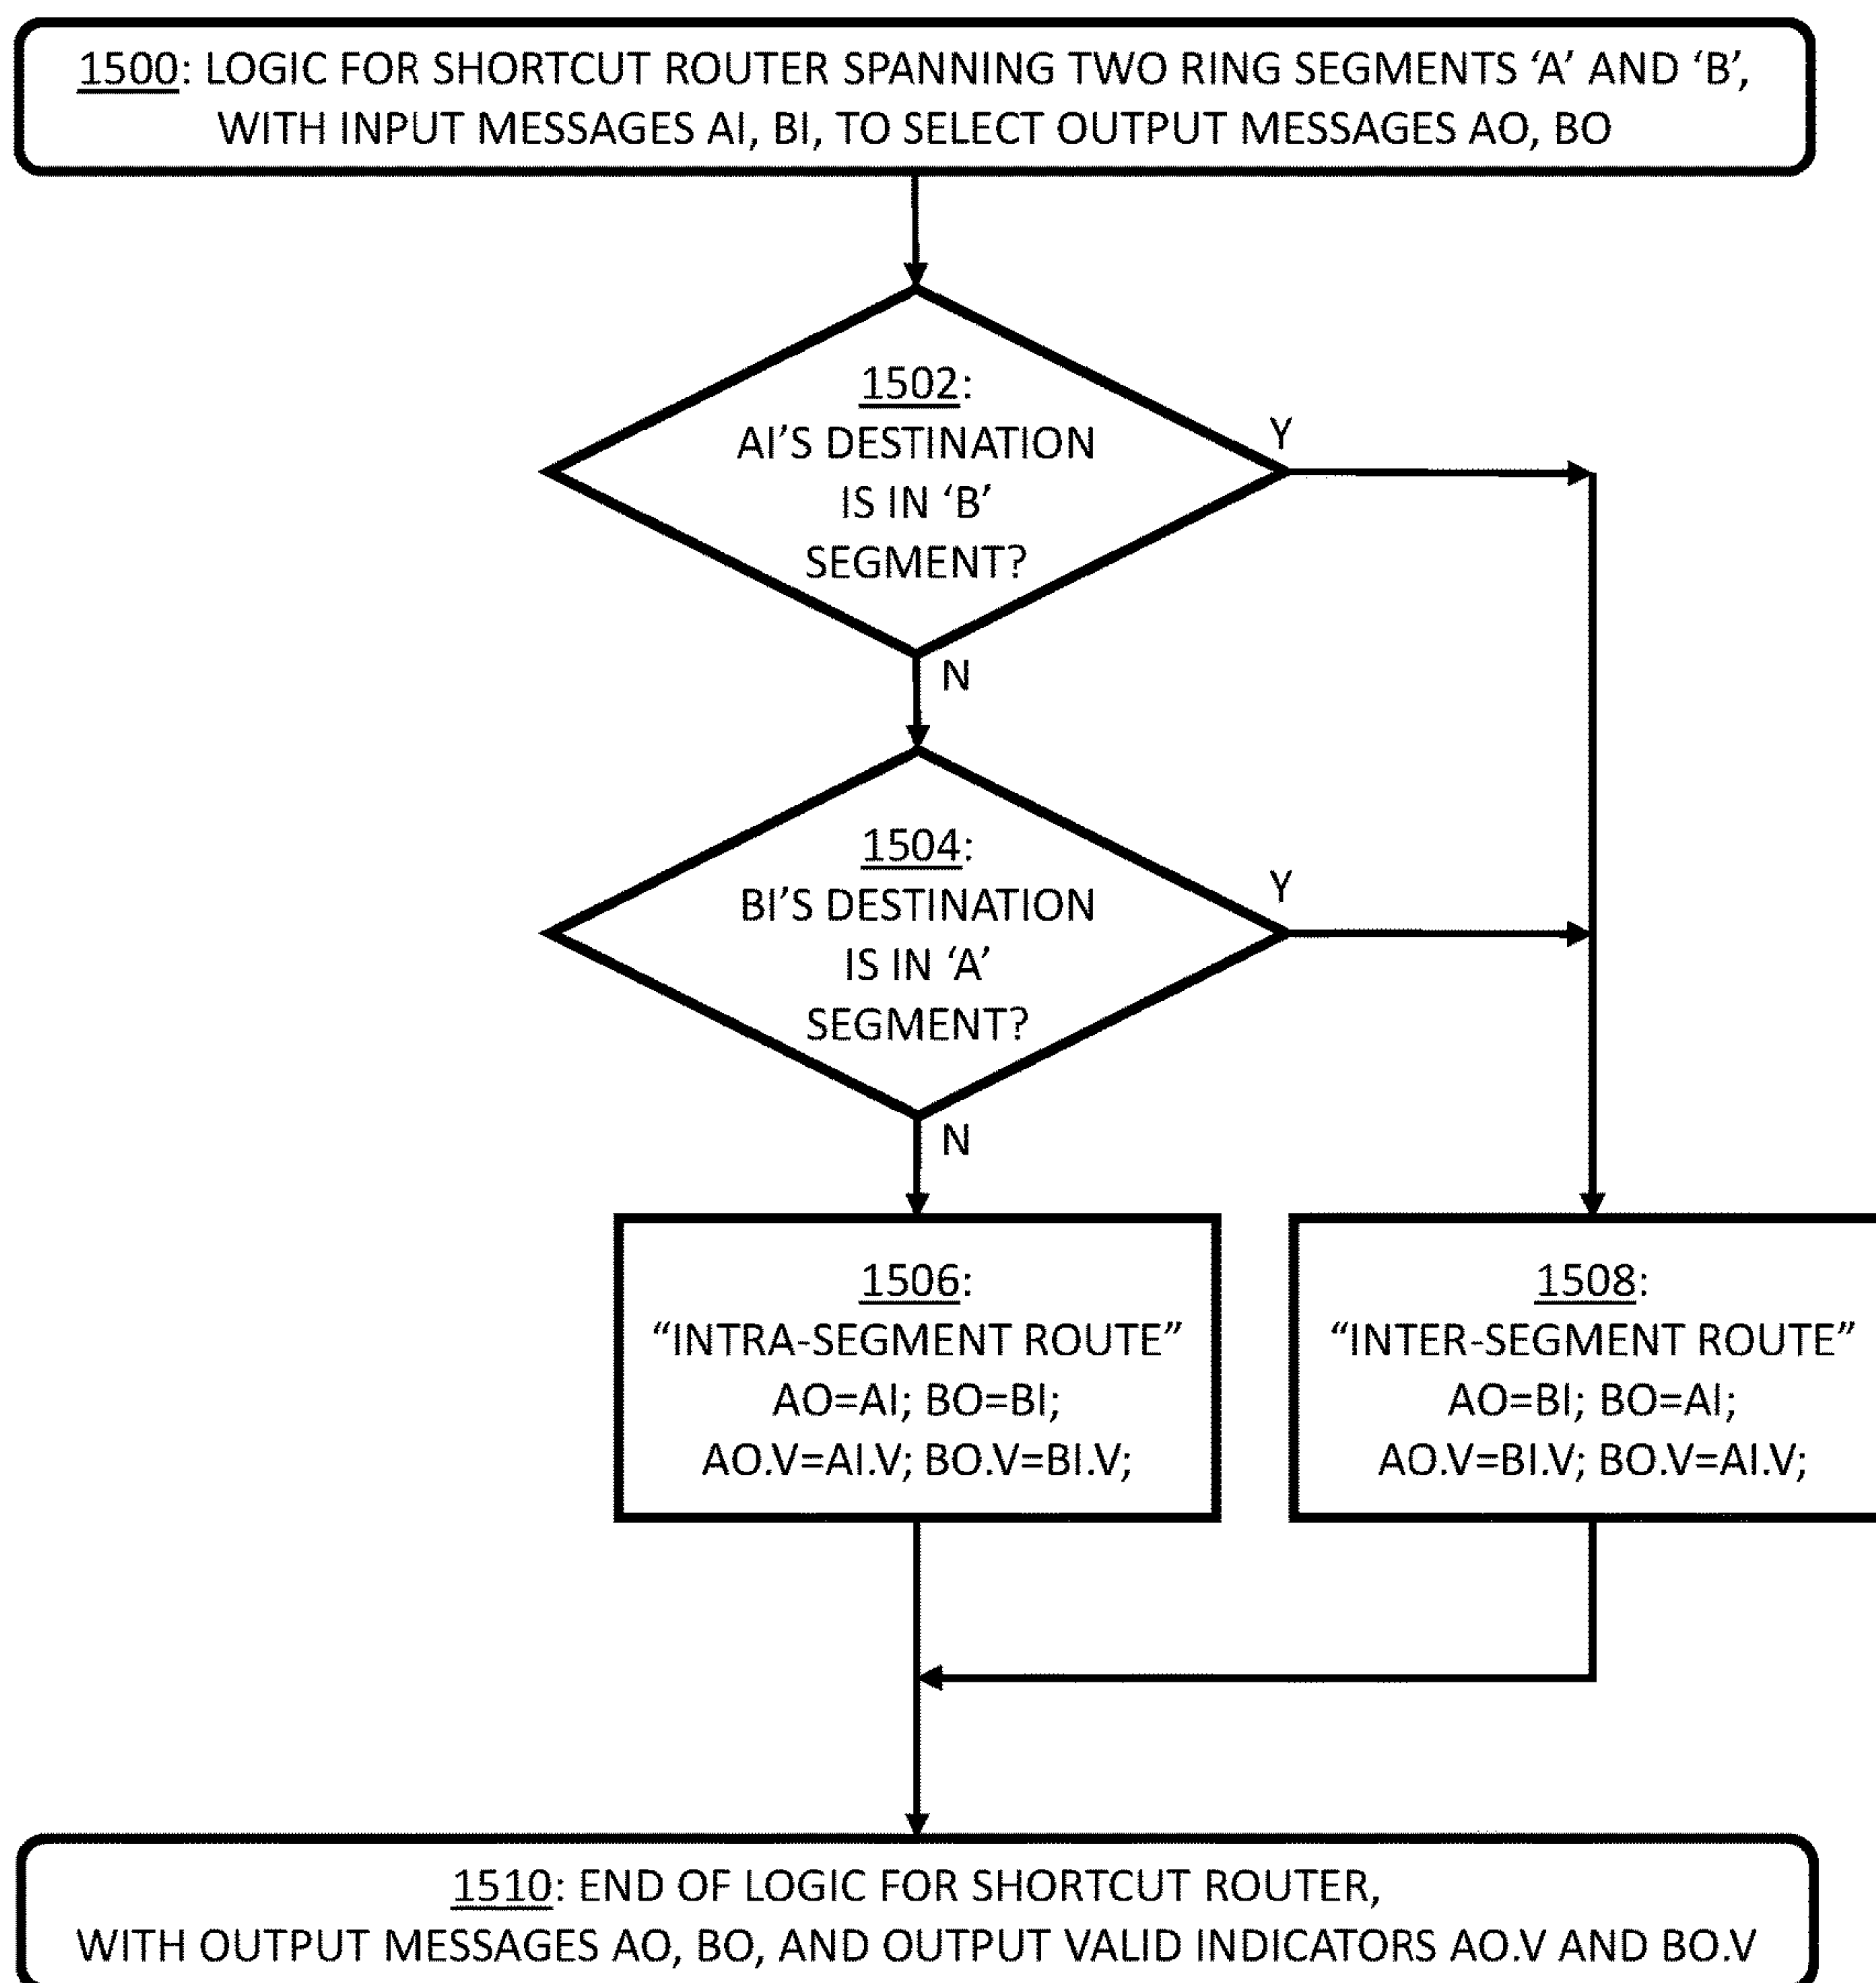 1500: LOGIC FOR SHORTCUT ROUTER SPANNING TWO RING SEGMENTS ‘A’ AND ‘B’,
WITH INPUT MESSAGES AI, BI, TO SELECT OUTPUT MESSAGES AO, BO
1502:
AI’S DESTINATION
IS IN ‘B’
SEGMENT?
Y
N
1504:
BI’S DESTINATION
IS IN ‘A’
SEGMENT?
Y
N
1506:
“INTRA-SEGMENT ROUTE”
AO=AI; BO=BI;
AO.V=AI.V; BO.V=BI.V;
1508:
“INTER-SEGMENT ROUTE”
AO=BI; BO=AI;
AO.V=BI.V; BO.V=AI.V;
1510: END OF LOGIC FOR SHORTCUT ROUTER,
WITH OUTPUT MESSAGES AO, BO, AND OUTPUT VALID INDICATORS AO.V AND BO.V